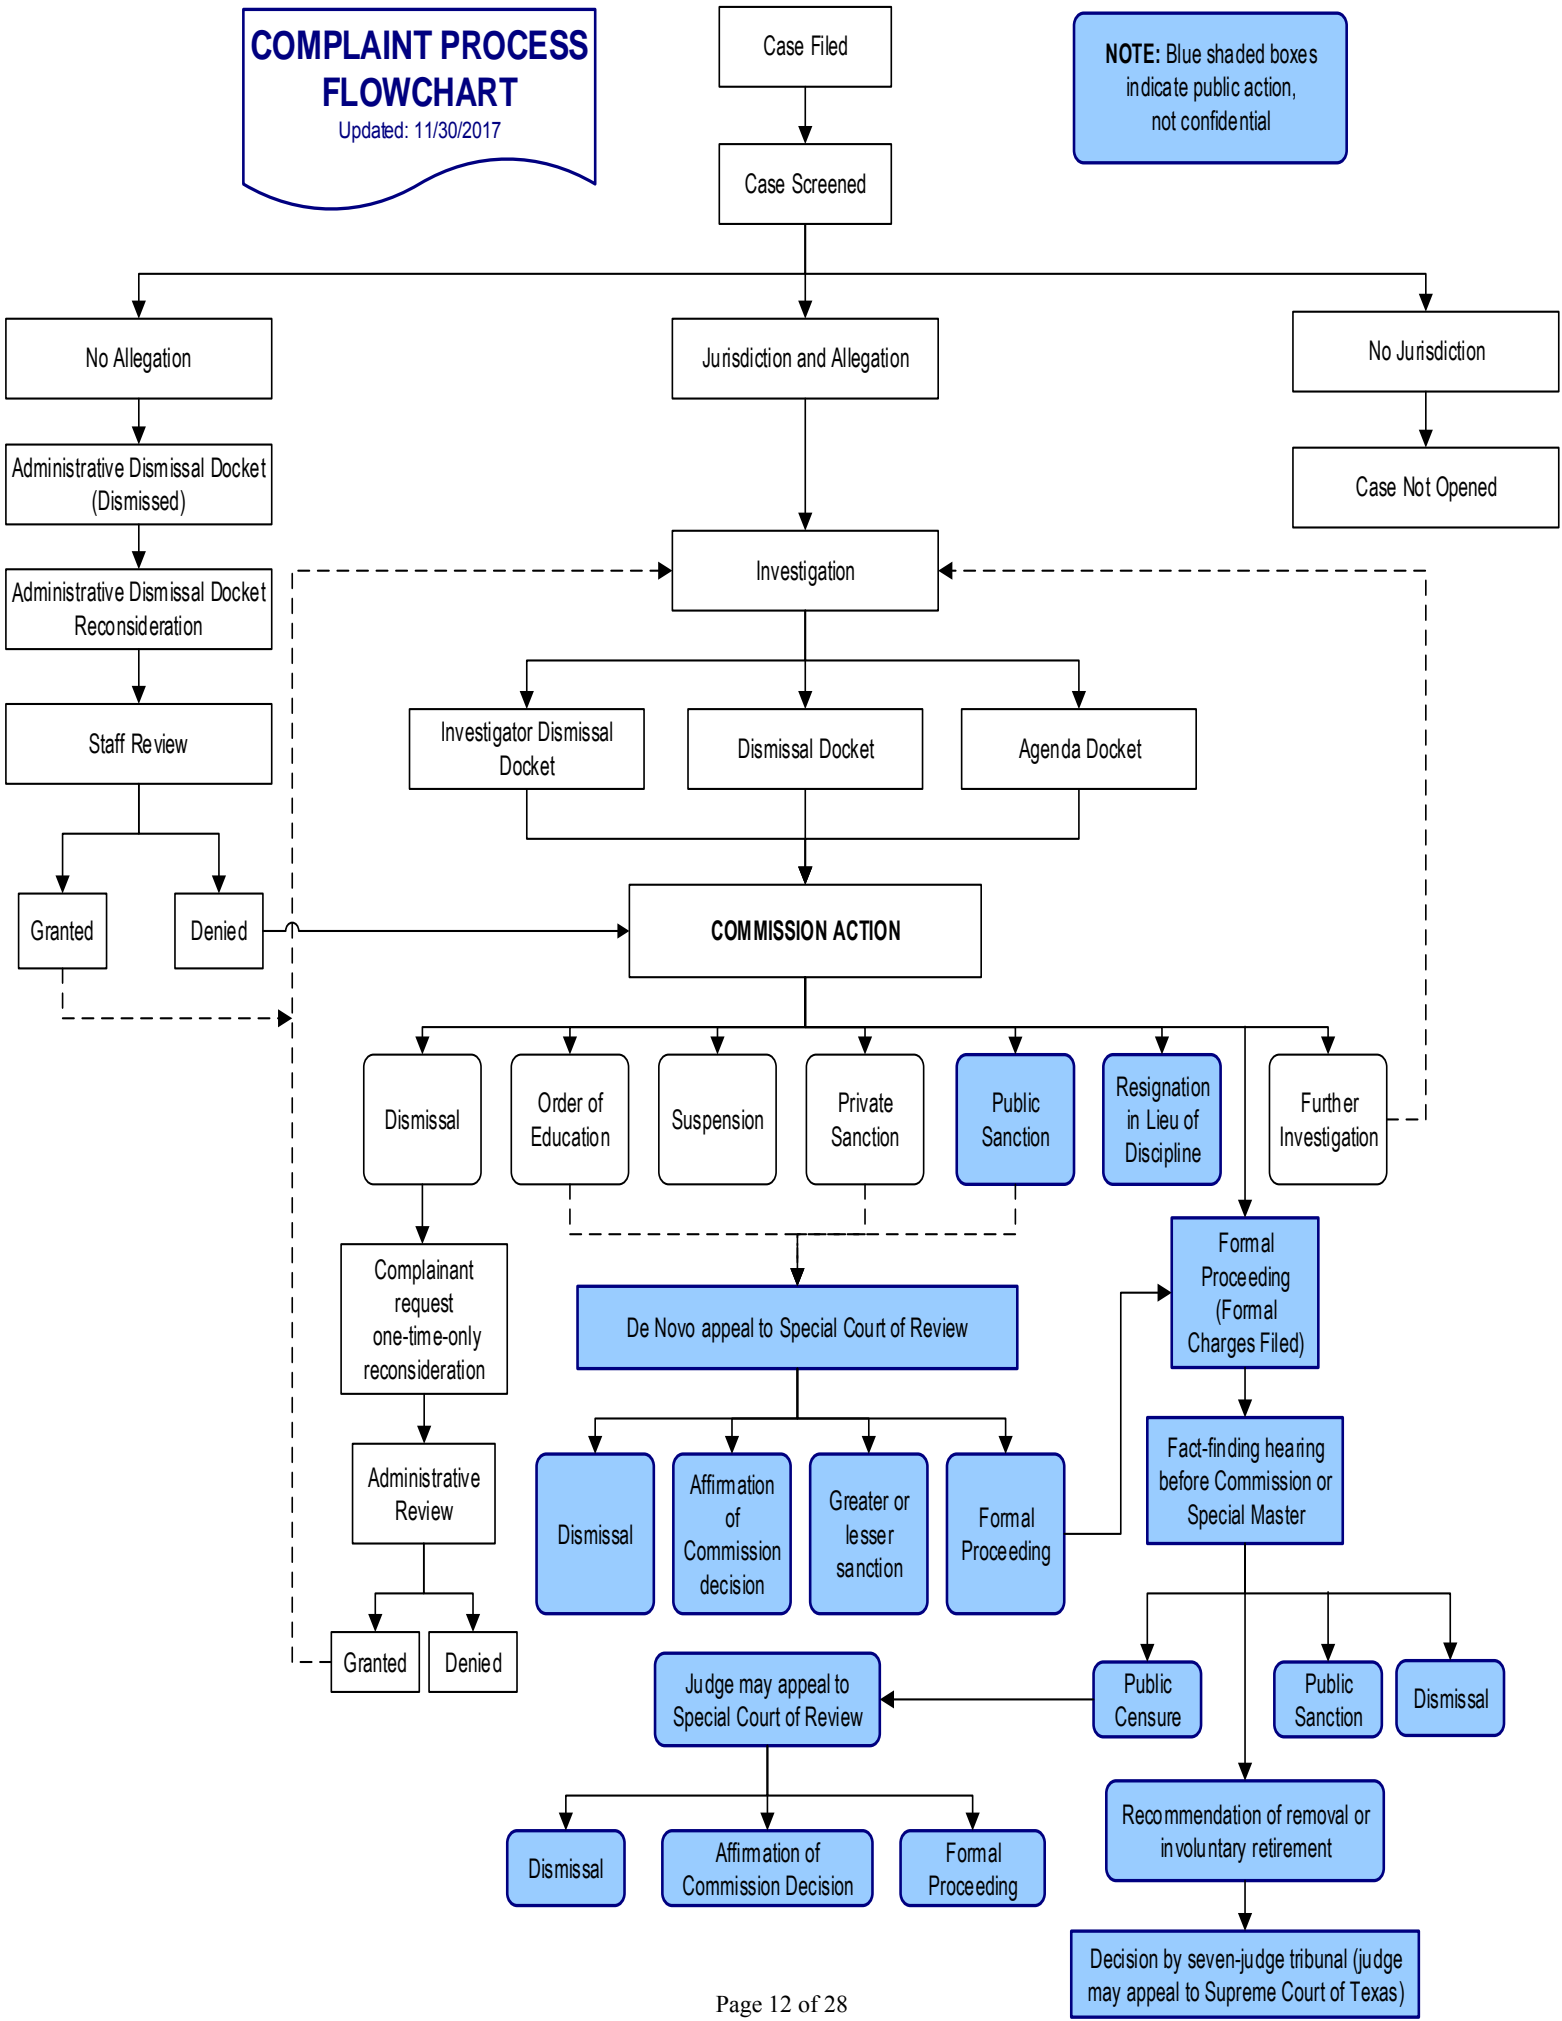 COMPLAINT PROCESS
FLOWCHART
Updated: 11/30/2017
Case Filed
NOTE: Blue shaded boxes
indicate public action,
not confidential
Case Screened
No Allegation
Jurisdiction and Allegation
No Jurisdiction
Administrative Dismissal Docket
(Dismissed)
Case Not Opened
Administrative Dismissal Docket
Reconsideration
Investigation
Staff Review
Investigator Dismissal
Docket
Dismissal Docket
Agenda Docket
Granted
Denied
COMMISSION ACTION
Dismissal
Order of
Education
Suspension
Private
Sanction
Public
Sanction
Resignation
in Lieu of
Discipline
Further
Investigation
Complainant
request
one-time-only
reconsideration
De Novo appeal to Special Court of Review
Formal
Proceeding
(Formal
Charges Filed)
Administrative
Review
Dismissal
Affirmation
of
Commission
decision
Greater or
lesser
sanction
Formal
Proceeding
Fact-finding hearing
before Commission or
Special Master
Granted
Denied
Judge may appeal to
Special Court of Review
Public
Censure
Public
Sanction
Dismissal
Dismissal
Affirmation of
Commission Decision
Formal
Proceeding
Recommendation of removal or
involuntary retirement
Decision by seven-judge tribunal (judge
may appeal to Supreme Court of Texas)
Page 12 of 28